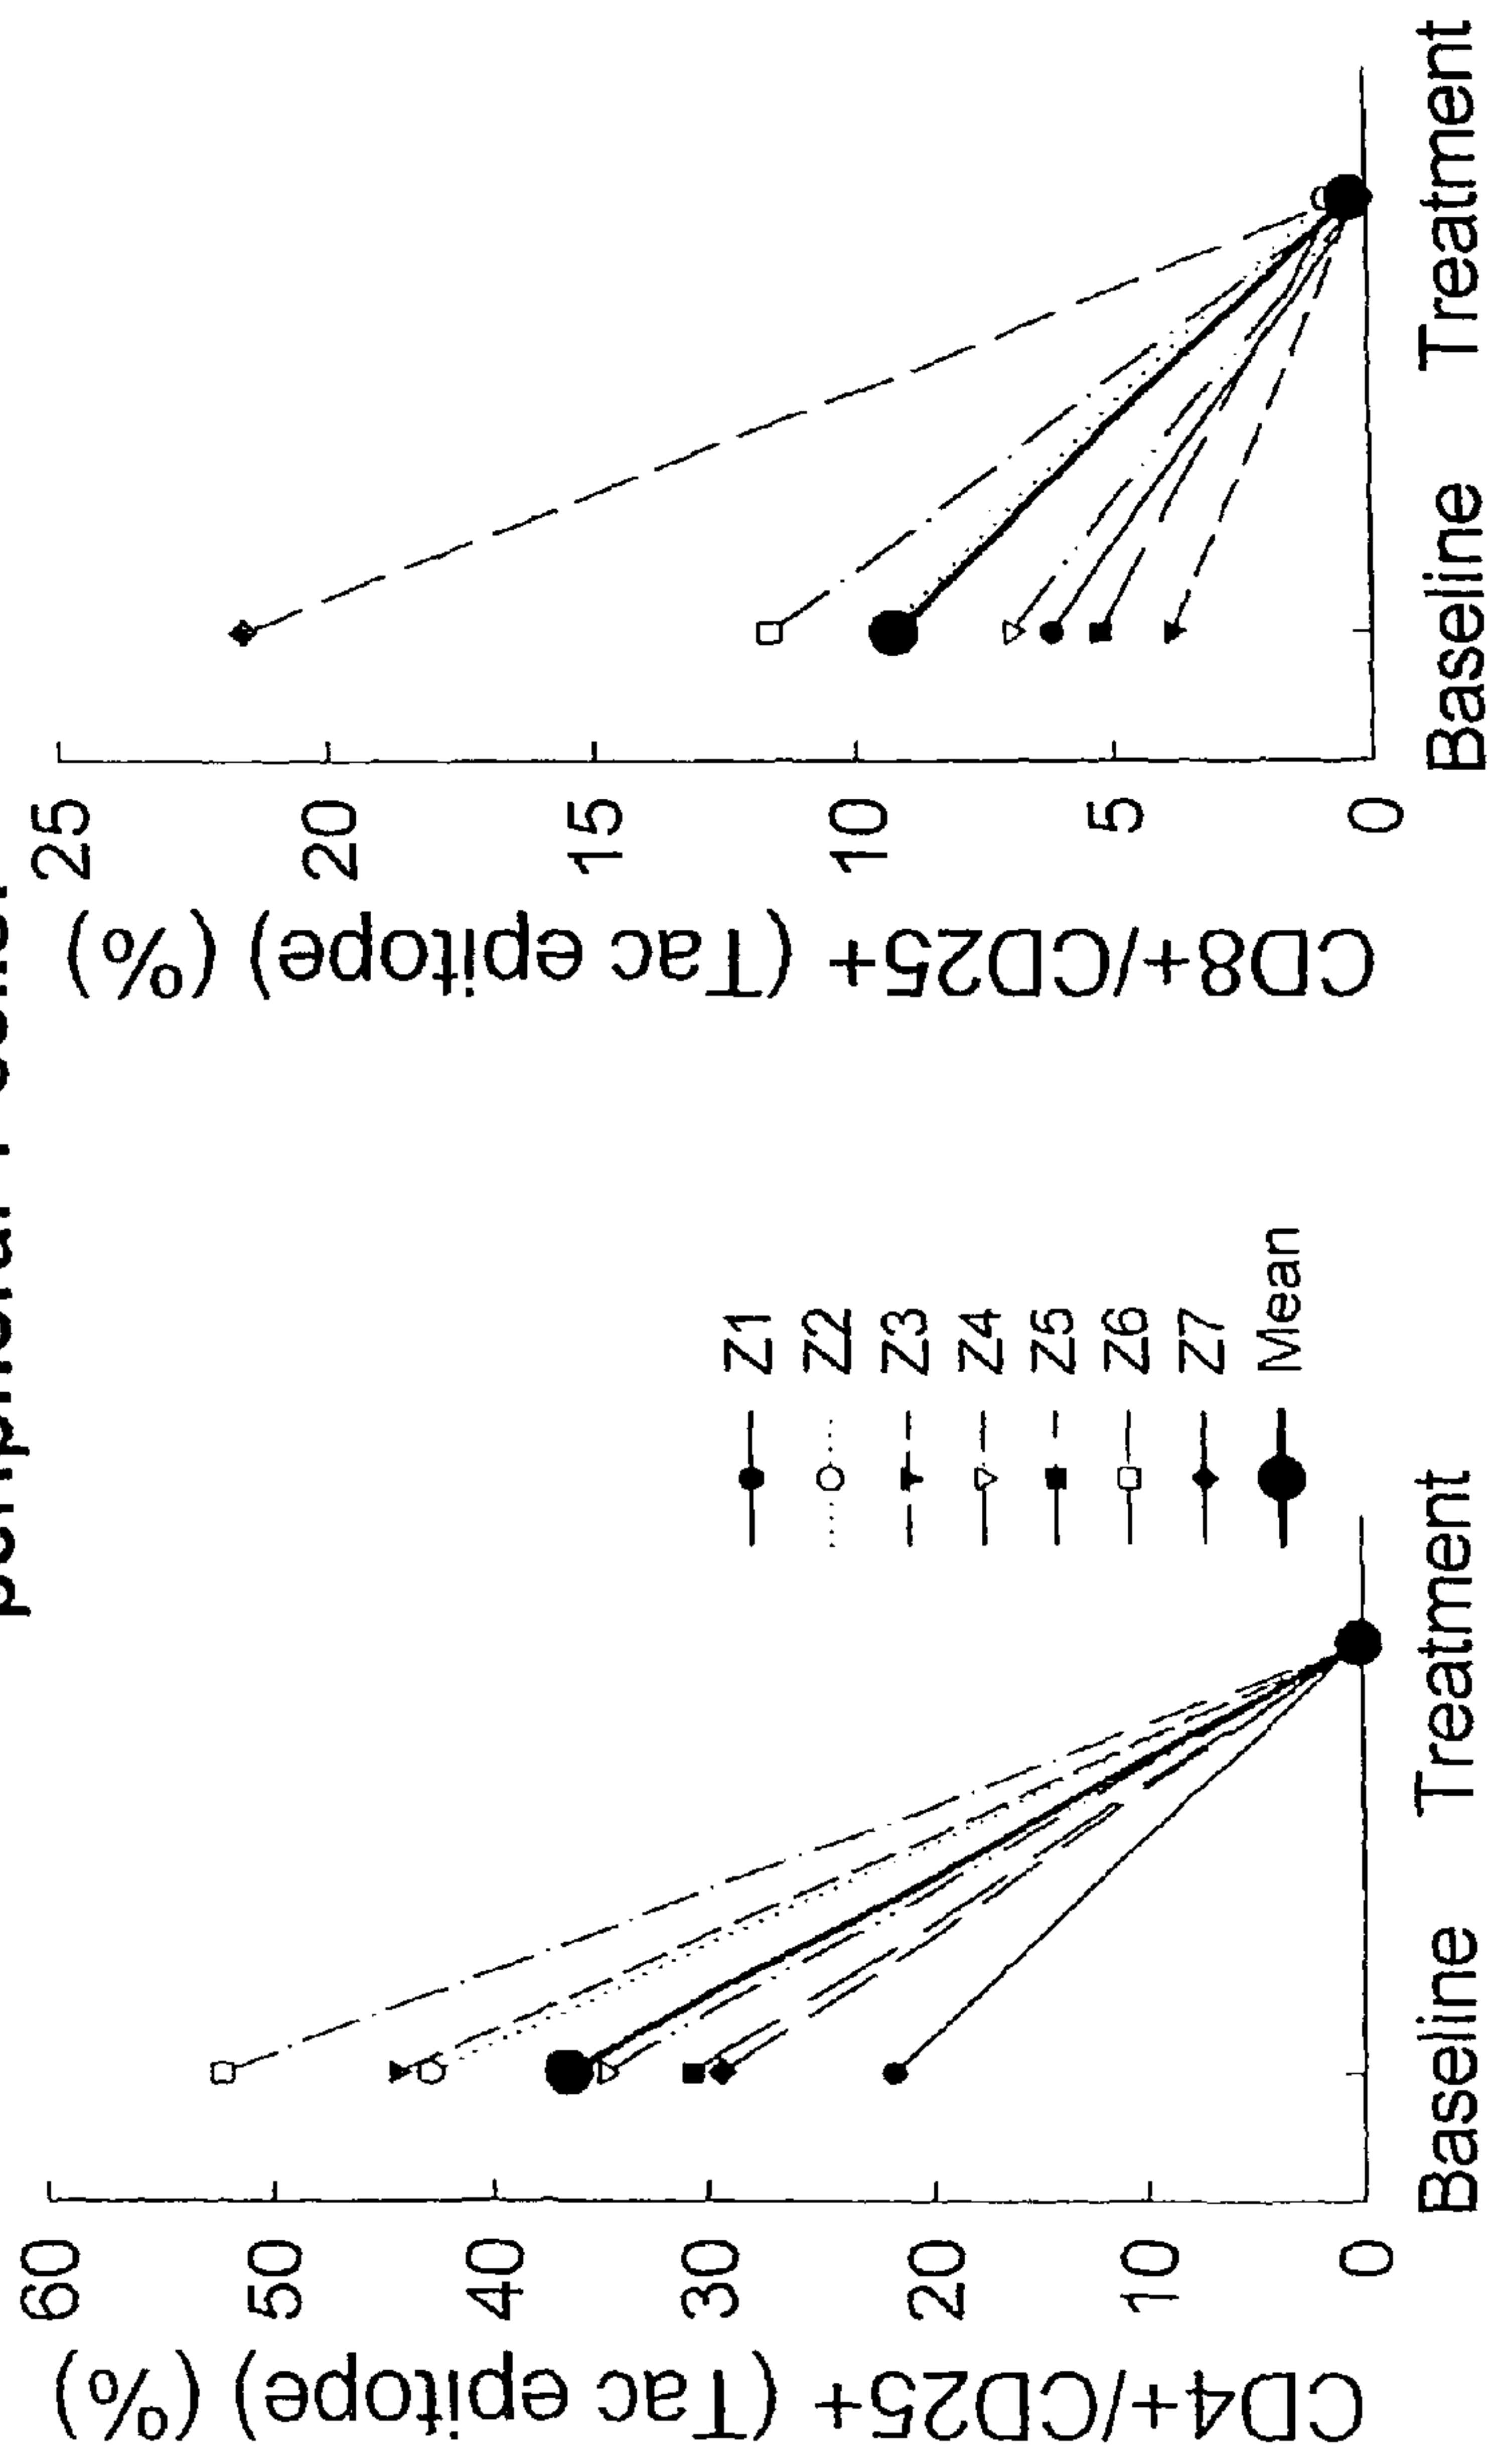 CD4+/CD25+ (Tac epitope) (%)
60
50
40
30
20
10
0
Baseline Treatment
Z1
Z2
Z3
Z4
Z5
Z6
Z7
Mean
CD8+/CD25+ (Tac epitope) (%)
25
20
15
10
5
0
Baseline Treatment